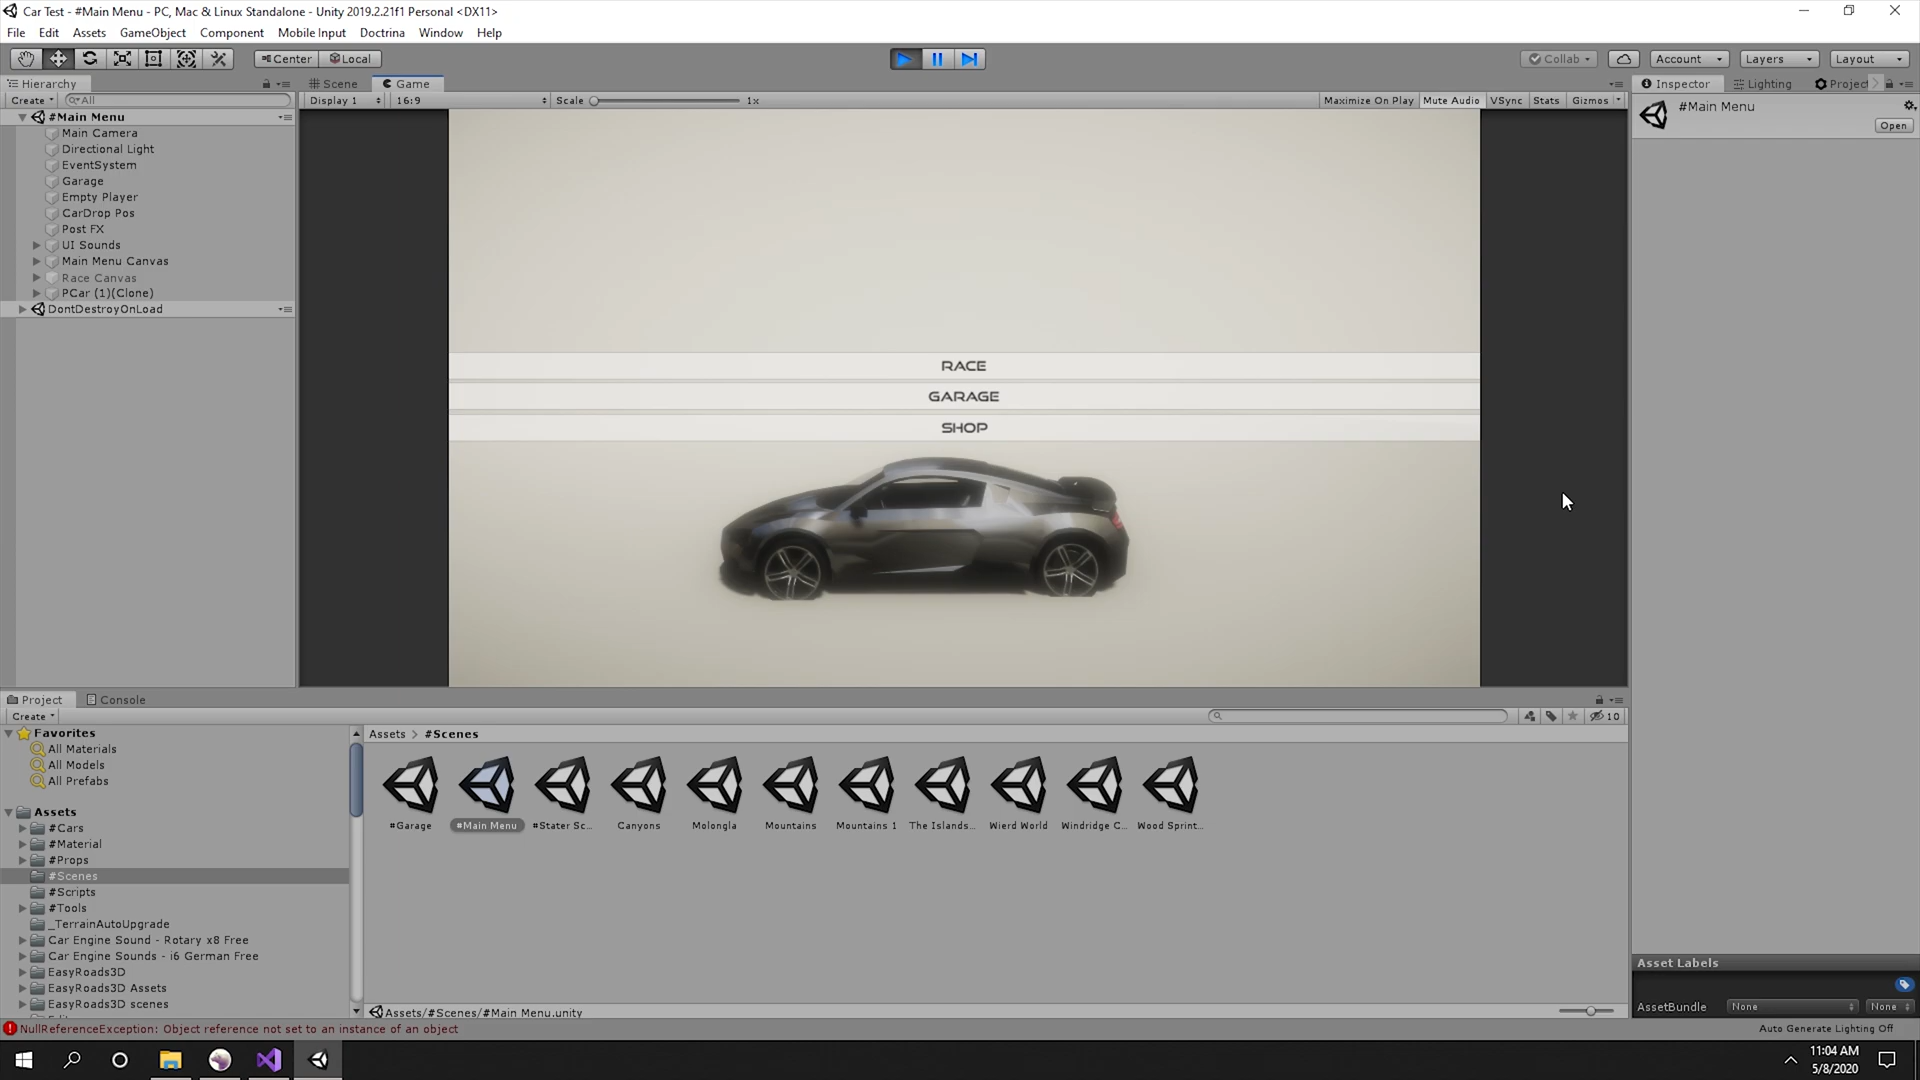 Car Test - #Main Menu - PC, Mac & Linux Standalone - Unity 2019.2.21f1 Personal <DX11>
File Edit Assets GameObject Component Mobile Input Doctrina Window Help
Center Local Collab Account Layers Layout
Hierarchy Scene Game Inspector Lighting Project
Create All Display 1 16:9 Scale 1x Maximize On Play Mute Audio VSync Stats Gizmos
#Main Menu
#Main Menu
Open
Main Camera
Directional Light
EventSystem
Garage
Empty Player
CarDrop Pos
Post FX
UI Sounds
Main Menu Canvas
Race Canvas
PCar (1)(Clone)
DontDestroyOnLoad
RACE
GARAGE
SHOP
Project Console
Create
10
Favorites
All Materials
All Models
All Prefabs
Assets
#Cars
#Material
#Props
#Scenes
#Scripts
#Tools
_TerrainAutoUpgrade
Car Engine Sound - Rotary x8 Free
Car Engine Sounds - i6 German Free
EasyRoads3D
EasyRoads3D Assets
EasyRoads3D scenes
Assets > #Scenes
#Garage #Main Menu #Stater Sc... Canyons Molongla Mountains Mountains 1 The Islands... Wierd World Windridge C... Wood Sprint...
Assets/#Scenes/#Main Menu.unity
Asset Labels
AssetBundle None None
NullReferenceException: Object reference not set to an instance of an object
Auto Generate Lighting Off
11:04 AM
5/8/2020